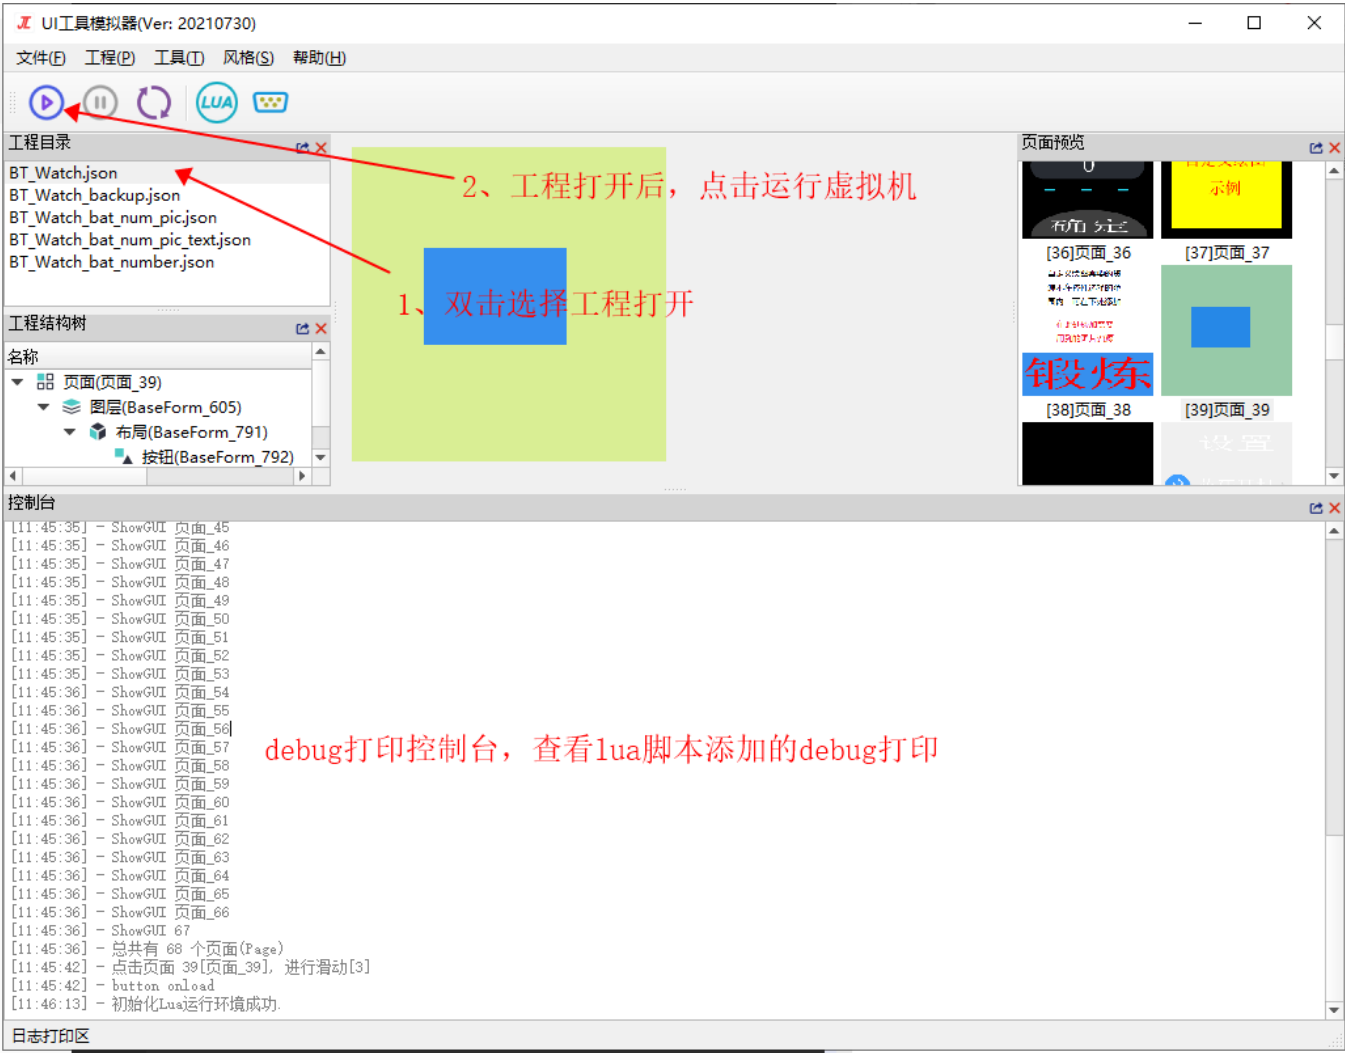 UI工具模拟器(Ver: 20210730)
文件(F) 工程(P) 工具(T) 风格(S) 帮助(H)
LUA
工程目录
BT_Watch.json
BT_Watch_backup.json
BT_Watch_bat_num_pic.json
BT_Watch_bat_num_pic_text.json
BT_Watch_bat_number.json
工程结构树
名称
页面(页面_39)
图层(BaseForm_605)
布局(BaseForm_791)
按钮(BaseForm_792)
2、工程打开后，点击运行虚拟机
1、双击选择工程打开
页面预览
示例
确定
[36]页面_36
[37]页面_37
锻炼
[38]页面_38
[39]页面_39
设置
控制台
[11:45:35] - ShowGUI 页面_45
[11:45:35] - ShowGUI 页面_46
[11:45:35] - ShowGUI 页面_47
[11:45:35] - ShowGUI 页面_48
[11:45:35] - ShowGUI 页面_49
[11:45:35] - ShowGUI 页面_50
[11:45:35] - ShowGUI 页面_51
[11:45:35] - ShowGUI 页面_52
[11:45:35] - ShowGUI 页面_53
[11:45:36] - ShowGUI 页面_54
[11:45:36] - ShowGUI 页面_55
[11:45:36] - ShowGUI 页面_56
[11:45:36] - ShowGUI 页面_57
[11:45:36] - ShowGUI 页面_58
[11:45:36] - ShowGUI 页面_59
[11:45:36] - ShowGUI 页面_60
[11:45:36] - ShowGUI 页面_61
[11:45:36] - ShowGUI 页面_62
[11:45:36] - ShowGUI 页面_63
[11:45:36] - ShowGUI 页面_64
[11:45:36] - ShowGUI 页面_65
[11:45:36] - ShowGUI 页面_66
[11:45:36] - ShowGUI 67
[11:45:36] - 总共有 68 个页面(Page)
[11:45:42] - 点击页面 39[页面_39], 进行滑动[3]
[11:45:42] - button onload
[11:46:13] - 初始化Lua运行环境成功.
debug打印控制台，查看lua脚本添加的debug打印
日志打印区